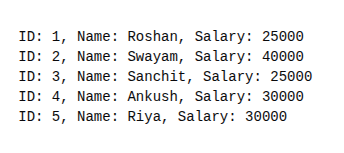 ID: 1, Name: Roshan, Salary: 25000
ID: 2, Name: Swayam, Salary: 40000
ID: 3, Name: Sanchit, Salary: 25000
ID: 4, Name: Ankush, Salary: 30000
ID: 5, Name: Riya, Salary: 30000